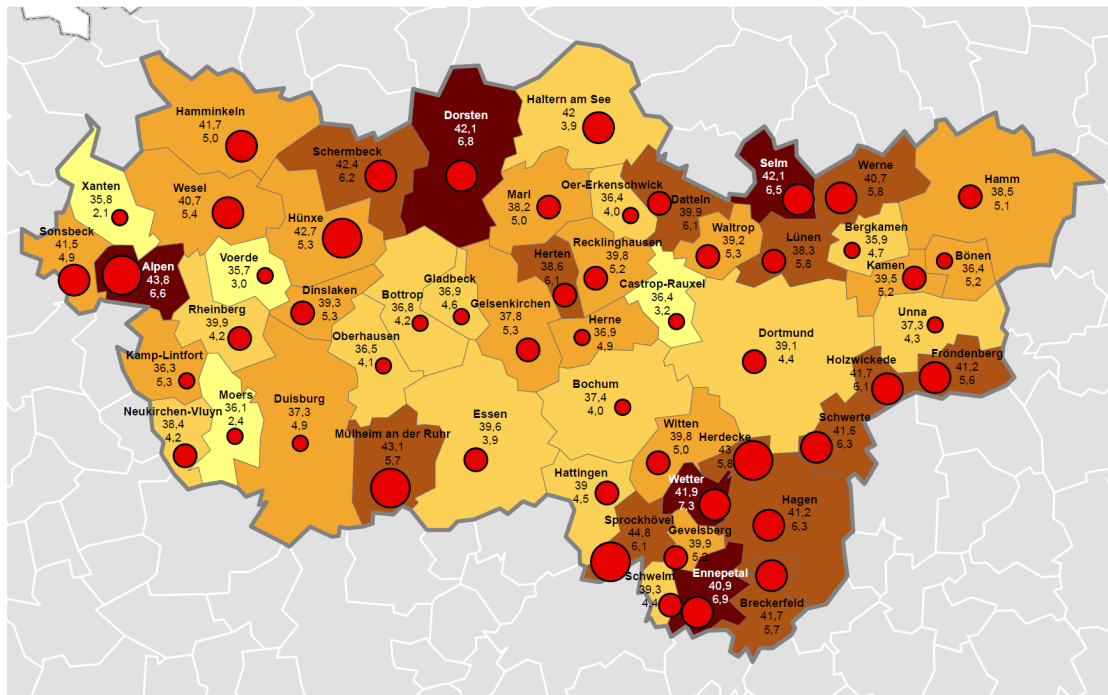 Hamminkeln
41,7
5,0
Dorsten
42,1
6,8
Haltern am See
42
3,9
Schermbeck
42,4
6,2
Selm
42,1
6,5
Werne
40,7
5,8
Hamm
38,5
5,1
Xanten
35,8
2,1
Wesel
40,7
5,4
Marl
38,2
5,0
Oer-Erkenschwick
36,4
4,0
Datteln
39,9
6,1
Hünxe
42,7
5,3
Sonsbeck
41,5
4,9
Waltrop
39,2
5,3
Lünen
38,3
5,8
Bergkamen
35,9
4,7
Alpen
43,8
6,6
Voerde
35,7
3,0
Herten
38,6
6,1
Recklinghausen
39,8
5,2
Kamen
39,5
5,2
Bönen
36,4
5,2
Castrop-Rauxel
36,4
3,2
Dinslaken
39,3
5,3
Bottrop
36,8
4,2
Gladbeck
36,9
4,6
Gelsenkirchen
37,8
5,3
Rheinberg
39,9
4,2
Herne
36,9
4,9
Unna
37,3
4,3
Dortmund
39,1
4,4
Oberhausen
36,5
4,1
Kamp-Lintfort
36,3
5,3
Holzwickede
41,7
6,1
Fröndenberg
41,2
5,6
Bochum
37,4
4,0
Moers
36,1
2,4
Duisburg
37,3
4,9
Neukirchen-Vluyn
38,4
4,2
Essen
39,6
3,9
Mülheim an der Ruhr
43,1
5,7
Witten
39,8
5,0
Herdecke
43
5,8
Schwerte
41,6
6,3
Hattingen
39
4,5
Wetter
41,9
7,3
Hagen
41,2
6,3
Sprockhövel
44,8
6,1
Gevelsberg
39,9
5,2
Schwelm
39,3
4,4
Ennepetal
40,9
6,9
Breckerfeld
41,7
5,7